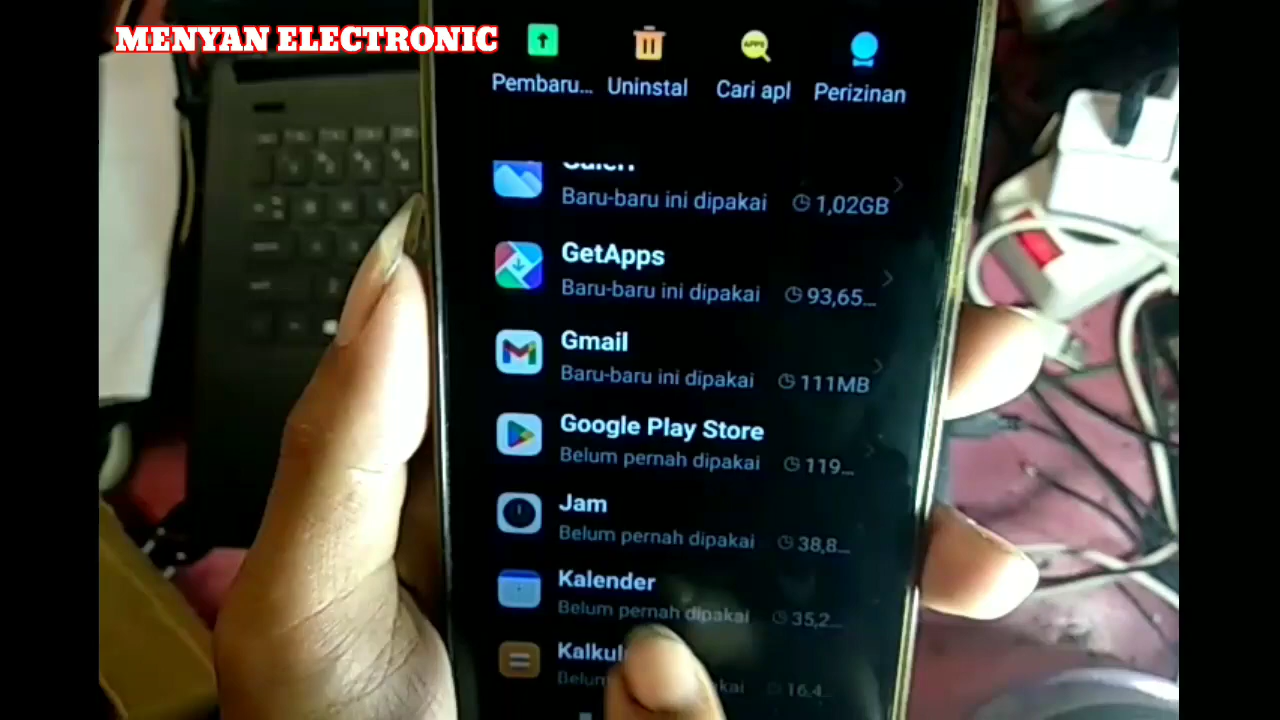 MENYAN ELECTRONIC
Pembaru... Uninstal Cari apl Perizinan
APPS
Baru-baru ini dipakai 1,02GB
GetApps
Baru-baru ini dipakai 93,65...
Gmail
Baru-baru ini dipakai 111MB
Google Play Store
Belum pernah dipakai 119...
Jam
Belum pernah dipakai 38,8...
Kalender
Belum pernah dipakai 35,2...
Belum 16,4...